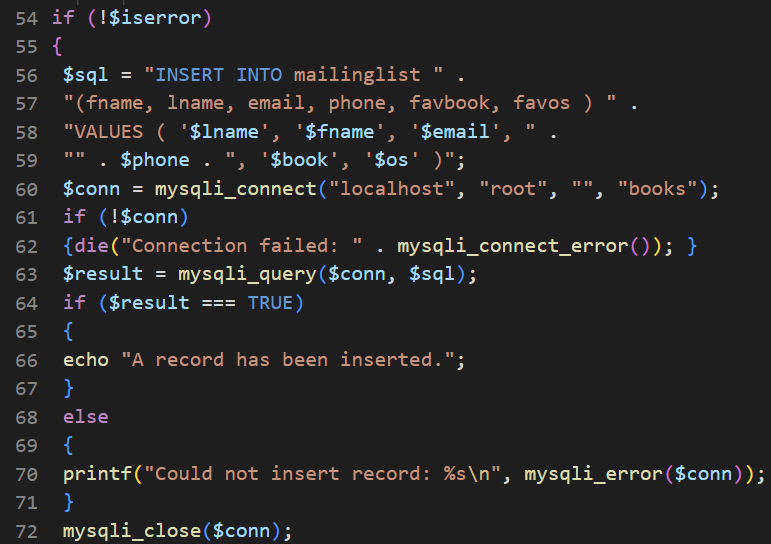 54 if (!$iserror)
55 {
56 $sql = "INSERT INTO mailinglist " .
57 "(fname, lname, email, phone, favbook, favos ) " .
58 "VALUES ( '$lname', '$fname', '$email', " .
59 "" . $phone . ", '$book', '$os' )";
60 $conn = mysqli_connect("localhost", "root", "", "books");
61 if (!$conn)
62 {die("Connection failed: " . mysqli_connect_error()); }
63 $result = mysqli_query($conn, $sql);
64 if ($result === TRUE)
65 {
66 echo "A record has been inserted.";
67 }
68 else
69 {
70 printf("Could not insert record: %s\n", mysqli_error($conn));
71 }
72 mysqli_close($conn);